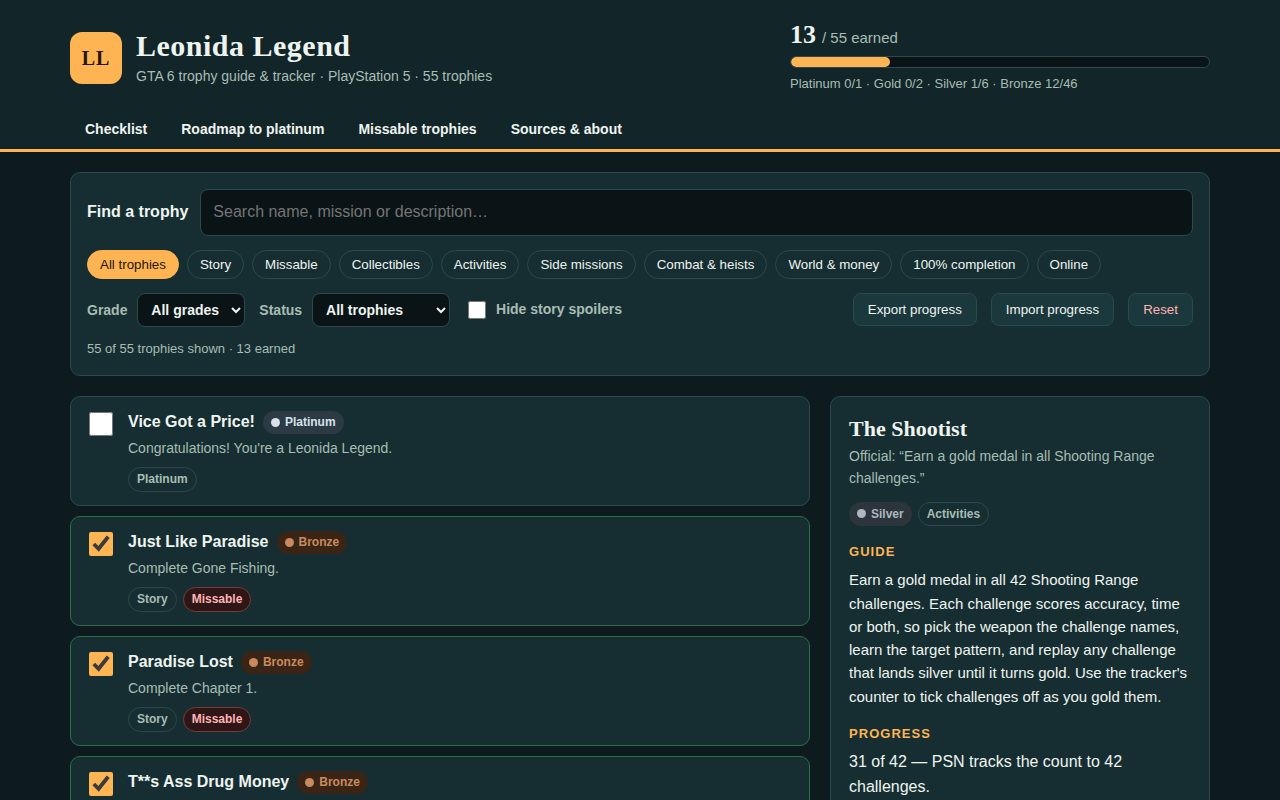 LL
Leonida Legend
GTA 6 trophy guide & tracker · PlayStation 5 · 55 trophies
13 / 55 earned
Platinum 0/1 · Gold 0/2 · Silver 1/6 · Bronze 12/46
Checklist
Roadmap to platinum
Missable trophies
Sources & about
Find a trophy
Search name, mission or description…
All trophies
Story
Missable
Collectibles
Activities
Side missions
Combat & heists
World & money
100% completion
Online
Grade
All grades
Status
All trophies
Hide story spoilers
Export progress
Import progress
Reset
55 of 55 trophies shown · 13 earned
Vice Got a Price!
Platinum
Congratulations! You're a Leonida Legend.
Platinum
Just Like Paradise
Bronze
Complete Gone Fishing.
Story
Missable
Paradise Lost
Bronze
Complete Chapter 1.
Story
Missable
T**s Ass Drug Money
Bronze
The Shootist
Official: “Earn a gold medal in all Shooting Range
challenges.”
Silver
Activities
GUIDE
Earn a gold medal in all 42 Shooting Range
challenges. Each challenge scores accuracy, time
or both, so pick the weapon the challenge names,
learn the target pattern, and replay any challenge
that lands silver until it turns gold. Use the tracker's
counter to tick challenges off as you gold them.
PROGRESS
31 of 42 — PSN tracks the count to 42
challenges.